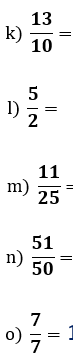 k) 13/10 =
l) 5/2 =
m) 11/25 =
n) 51/50 =
o) 7/7 = 1